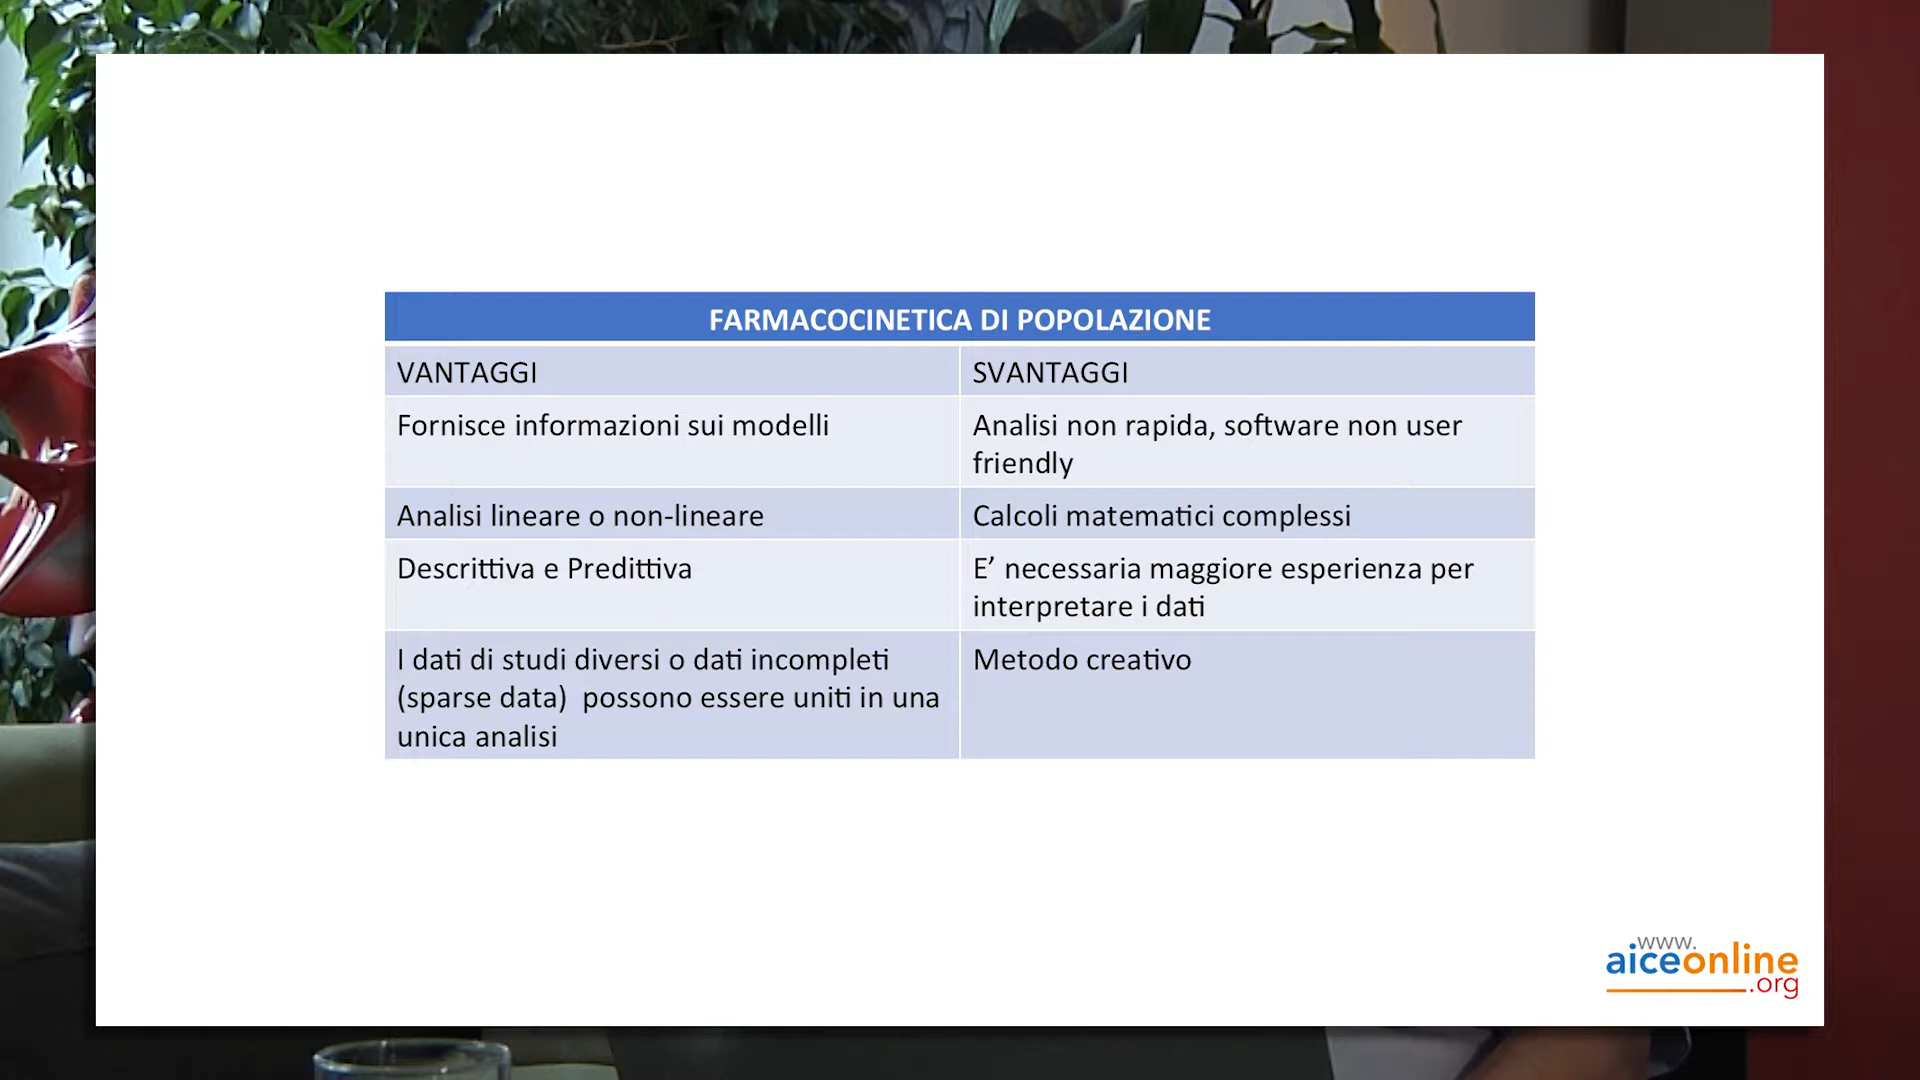 FARMACOCINETICA DI POPOLAZIONE
VANTAGGI
SVANTAGGI
Fornisce informazioni sui modelli
Analisi non rapida, software non user
friendly
Analisi lineare o non-lineare
Calcoli matematici complessi
Descrittiva e Predittiva
E’ necessaria maggiore esperienza per
interpretare i dati
I dati di studi diversi o dati incompleti
(sparse data) possono essere uniti in una
unica analisi
Metodo creativo
www.
aiceonline
.org